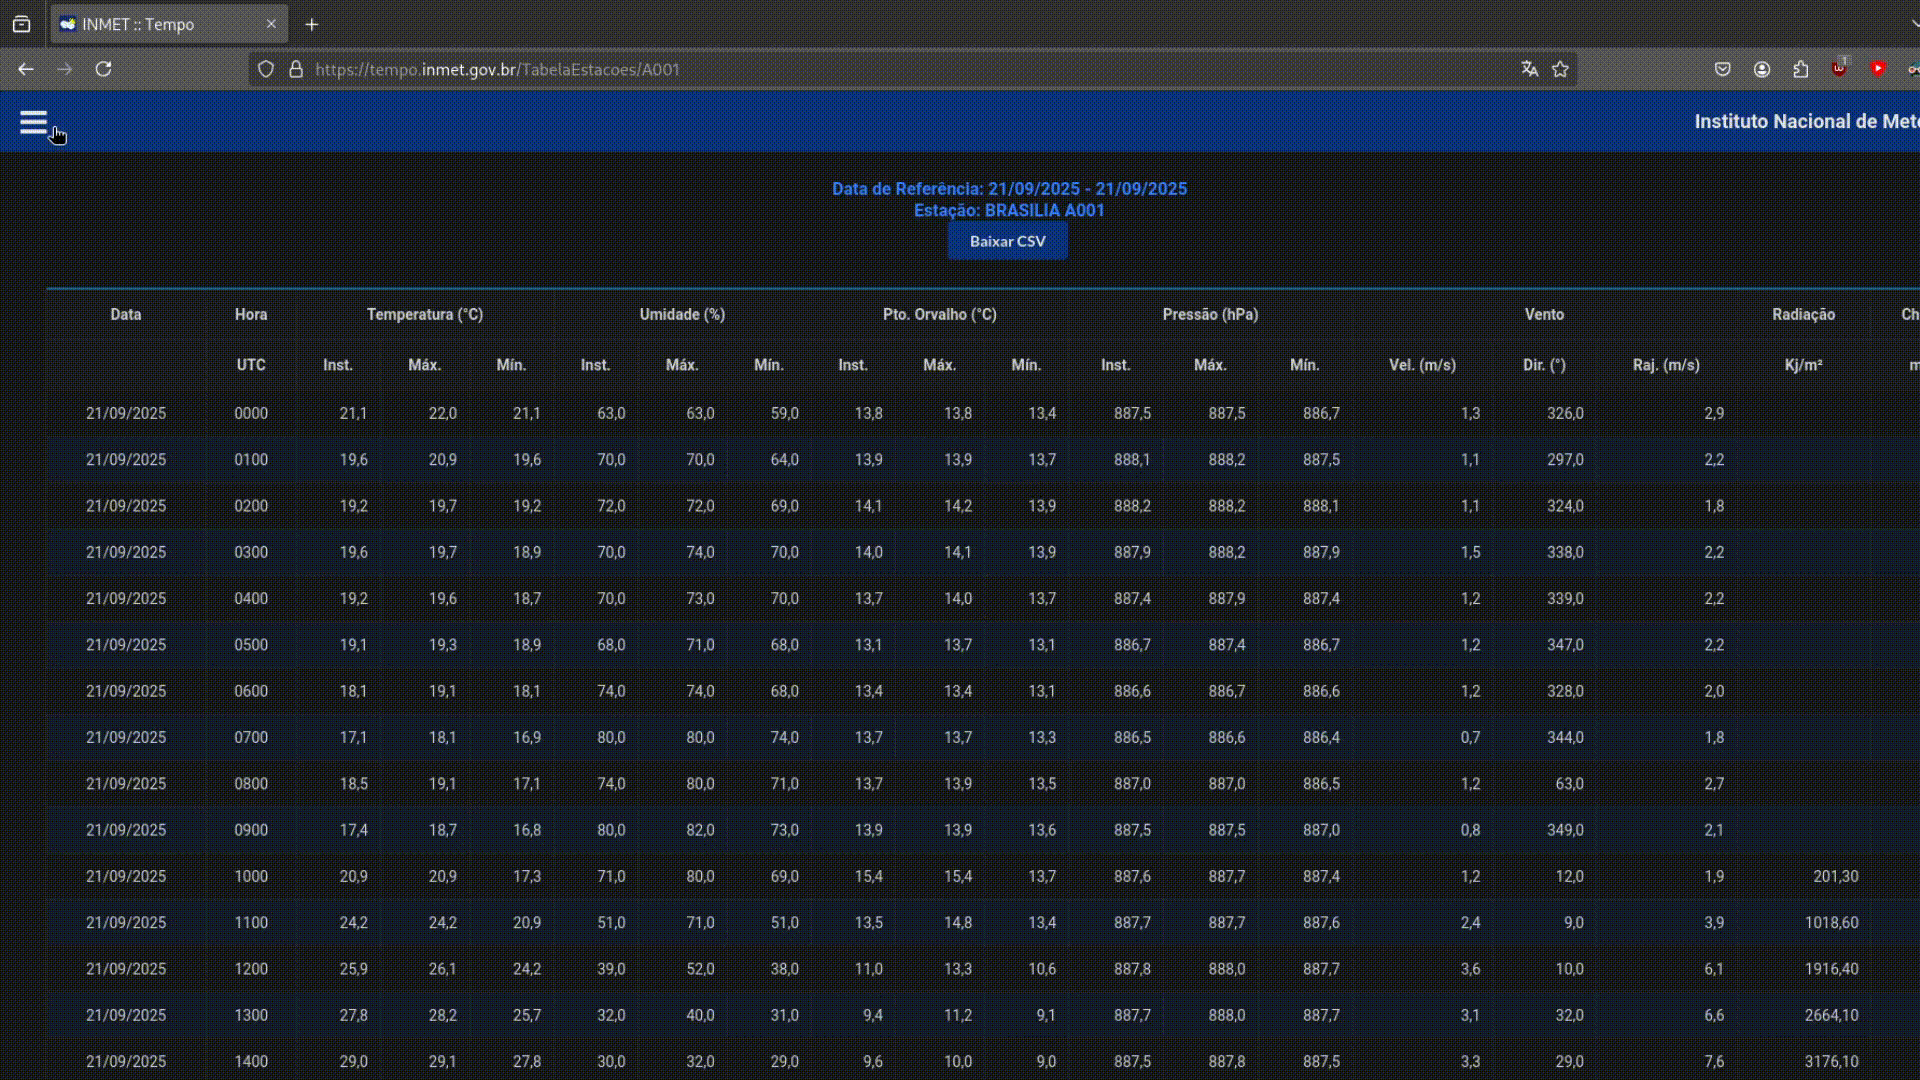 INMET :: Tempo
https://tempo.inmet.gov.br/TabelaEstacoes/A001
1
Instituto Nacional de Mete
Data de Referência: 21/09/2025 - 21/09/2025
Estação: BRASILIA A001
Baixar CSV
Data Hora Temperatura (°C) Umidade (%) Pto. Orvalho (°C) Pressão (hPa) Vento Radiação Ch
UTC Inst. Máx. Mín. Inst. Máx. Mín. Inst. Máx. Mín. Inst. Máx. Mín. Vel. (m/s) Dir. (°) Raj. (m/s) Kj/m² m
21/09/2025 0000 21,1 22,0 21,1 63,0 63,0 59,0 13,8 13,8 13,4 887,5 887,5 886,7 1,3 326,0 2,9
21/09/2025 0100 19,6 20,9 19,6 70,0 70,0 64,0 13,9 13,9 13,7 888,1 888,2 887,5 1,1 297,0 2,2
21/09/2025 0200 19,2 19,7 19,2 72,0 72,0 69,0 14,1 14,2 13,9 888,2 888,2 888,1 1,1 324,0 1,8
21/09/2025 0300 19,6 19,7 18,9 70,0 74,0 70,0 14,0 14,1 13,9 887,9 888,2 887,9 1,5 338,0 2,2
21/09/2025 0400 19,2 19,6 18,7 70,0 73,0 70,0 13,7 14,0 13,7 887,4 887,9 887,4 1,2 339,0 2,2
21/09/2025 0500 19,1 19,3 18,9 68,0 71,0 68,0 13,1 13,7 13,1 886,7 887,4 886,7 1,2 347,0 2,2
21/09/2025 0600 18,1 19,1 18,1 74,0 74,0 68,0 13,4 13,4 13,1 886,6 886,7 886,6 1,2 328,0 2,0
21/09/2025 0700 17,1 18,1 16,9 80,0 80,0 74,0 13,7 13,7 13,3 886,5 886,6 886,4 0,7 344,0 1,8
21/09/2025 0800 18,5 19,1 17,1 74,0 80,0 71,0 13,7 13,9 13,5 887,0 887,0 886,5 1,2 63,0 2,7
21/09/2025 0900 17,4 18,7 16,8 80,0 82,0 73,0 13,9 13,9 13,6 887,5 887,5 887,0 0,8 349,0 2,1
21/09/2025 1000 20,9 20,9 17,3 71,0 80,0 69,0 15,4 15,4 13,7 887,6 887,7 887,4 1,2 12,0 1,9 201,30
21/09/2025 1100 24,2 24,2 20,9 51,0 71,0 51,0 13,5 14,8 13,4 887,7 887,7 887,6 2,4 9,0 3,9 1018,60
21/09/2025 1200 25,9 26,1 24,2 39,0 52,0 38,0 11,0 13,3 10,6 887,8 888,0 887,7 3,6 10,0 6,1 1916,40
21/09/2025 1300 27,8 28,2 25,7 32,0 40,0 31,0 9,4 11,2 9,1 887,7 888,0 887,7 3,1 32,0 6,6 2664,10
21/09/2025 1400 29,0 29,1 27,8 30,0 32,0 29,0 9,6 10,0 9,0 887,5 887,8 887,5 3,3 29,0 7,6 3176,10